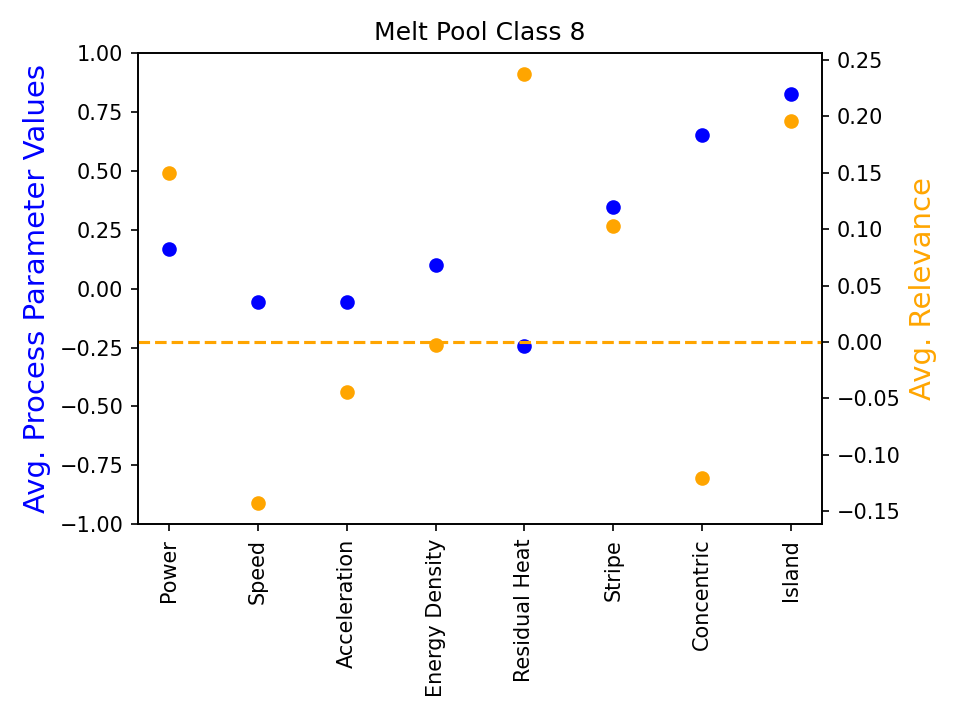 Melt Pool Class 8
Avg. Process Parameter Values
1.00
0.75
0.50
0.25
0.00
−0.25
−0.50
−0.75
−1.00
0.25
0.20
0.15
0.10
0.05
0.00
−0.05
−0.10
−0.15
Avg. Relevance
Power
Speed
Acceleration
Energy Density
Residual Heat
Stripe
Concentric
Island